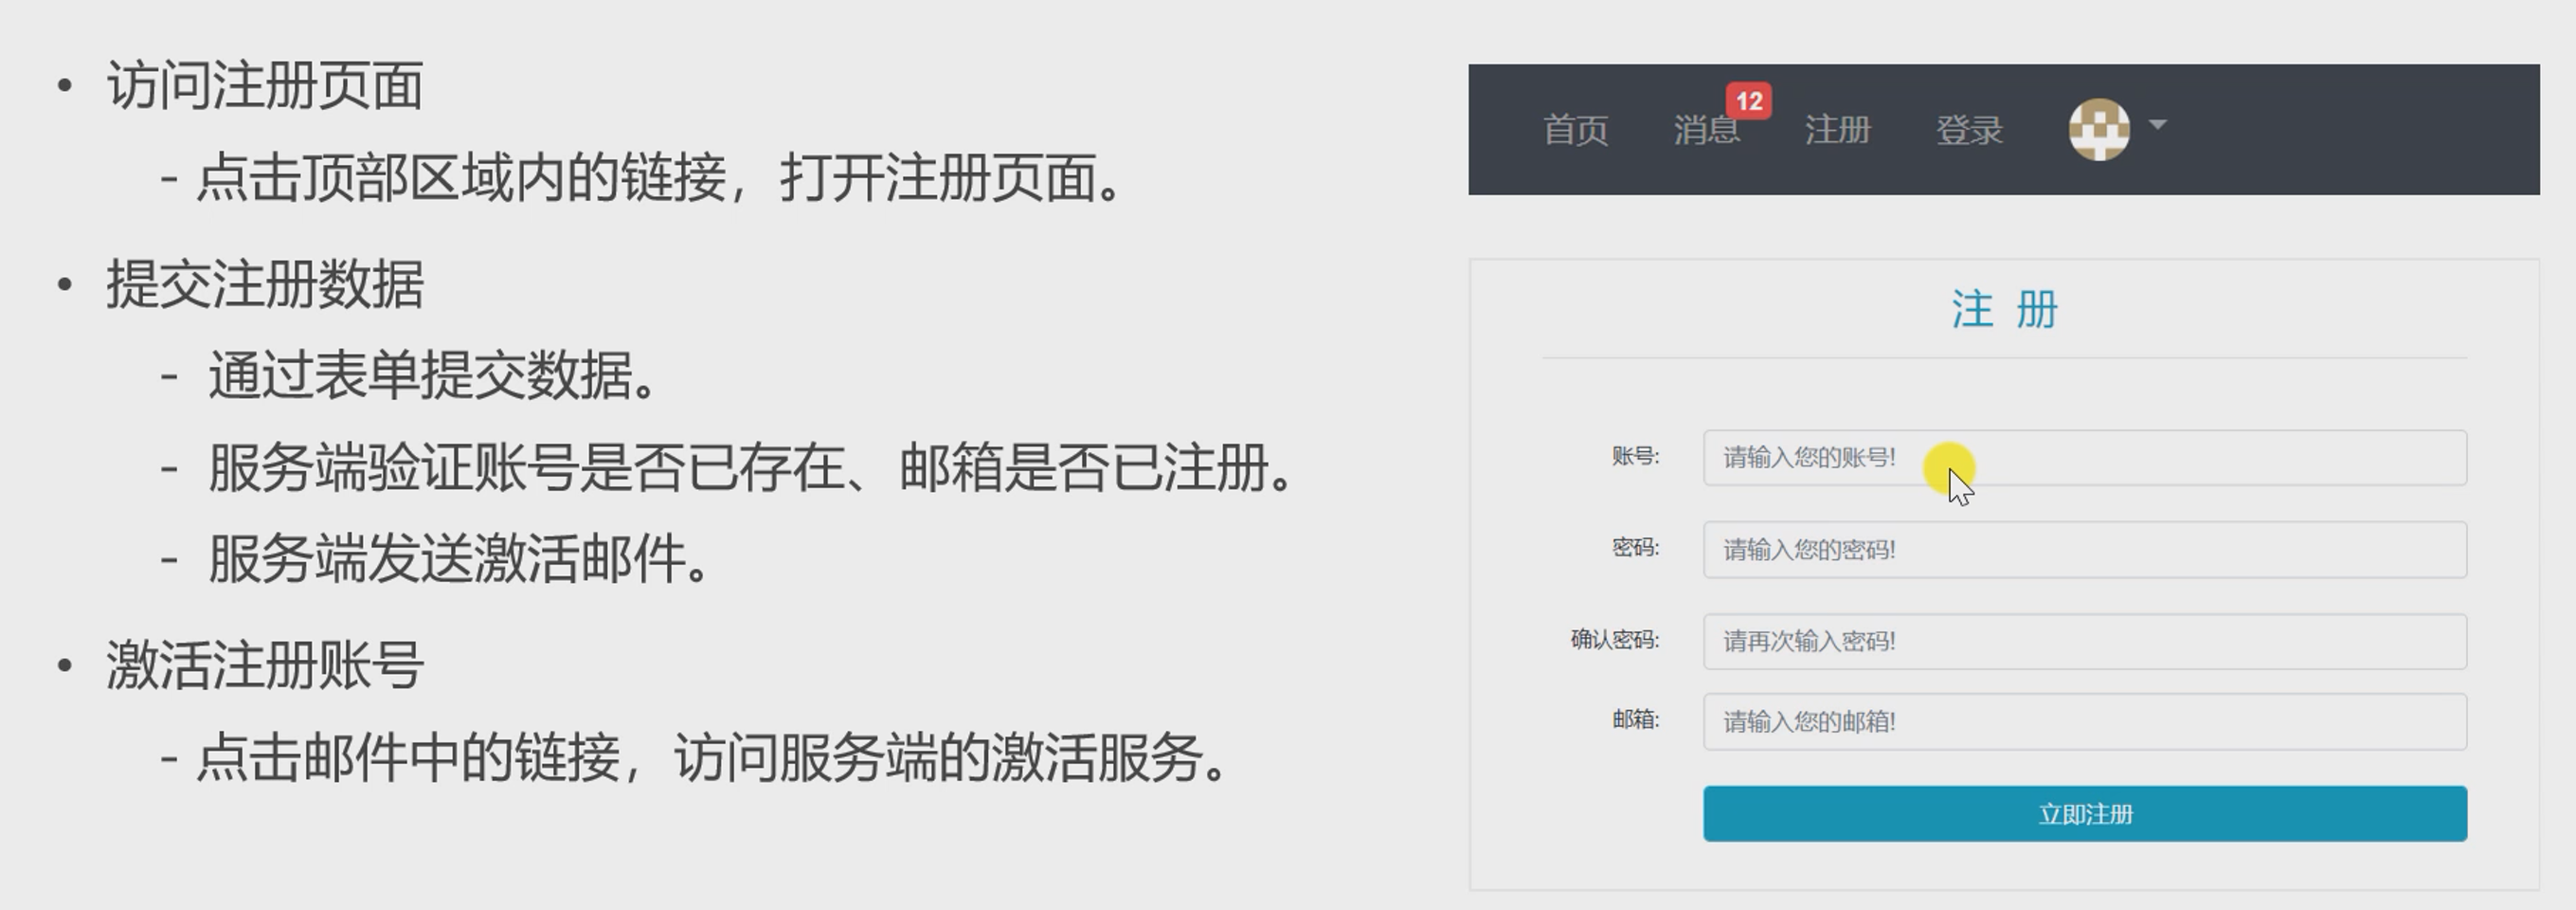 • 访问注册页面
- 点击顶部区域内的链接，打开注册页面。
• 提交注册数据
- 通过表单提交数据。
- 服务端验证账号是否已存在、邮箱是否已注册。
- 服务端发送激活邮件。
• 激活注册账号
- 点击邮件中的链接，访问服务端的激活服务。
首页 消息 12 注册 登录
注 册
账号: 请输入您的账号!
密码: 请输入您的密码!
确认密码: 请再次输入密码!
邮箱: 请输入您的邮箱!
立即注册